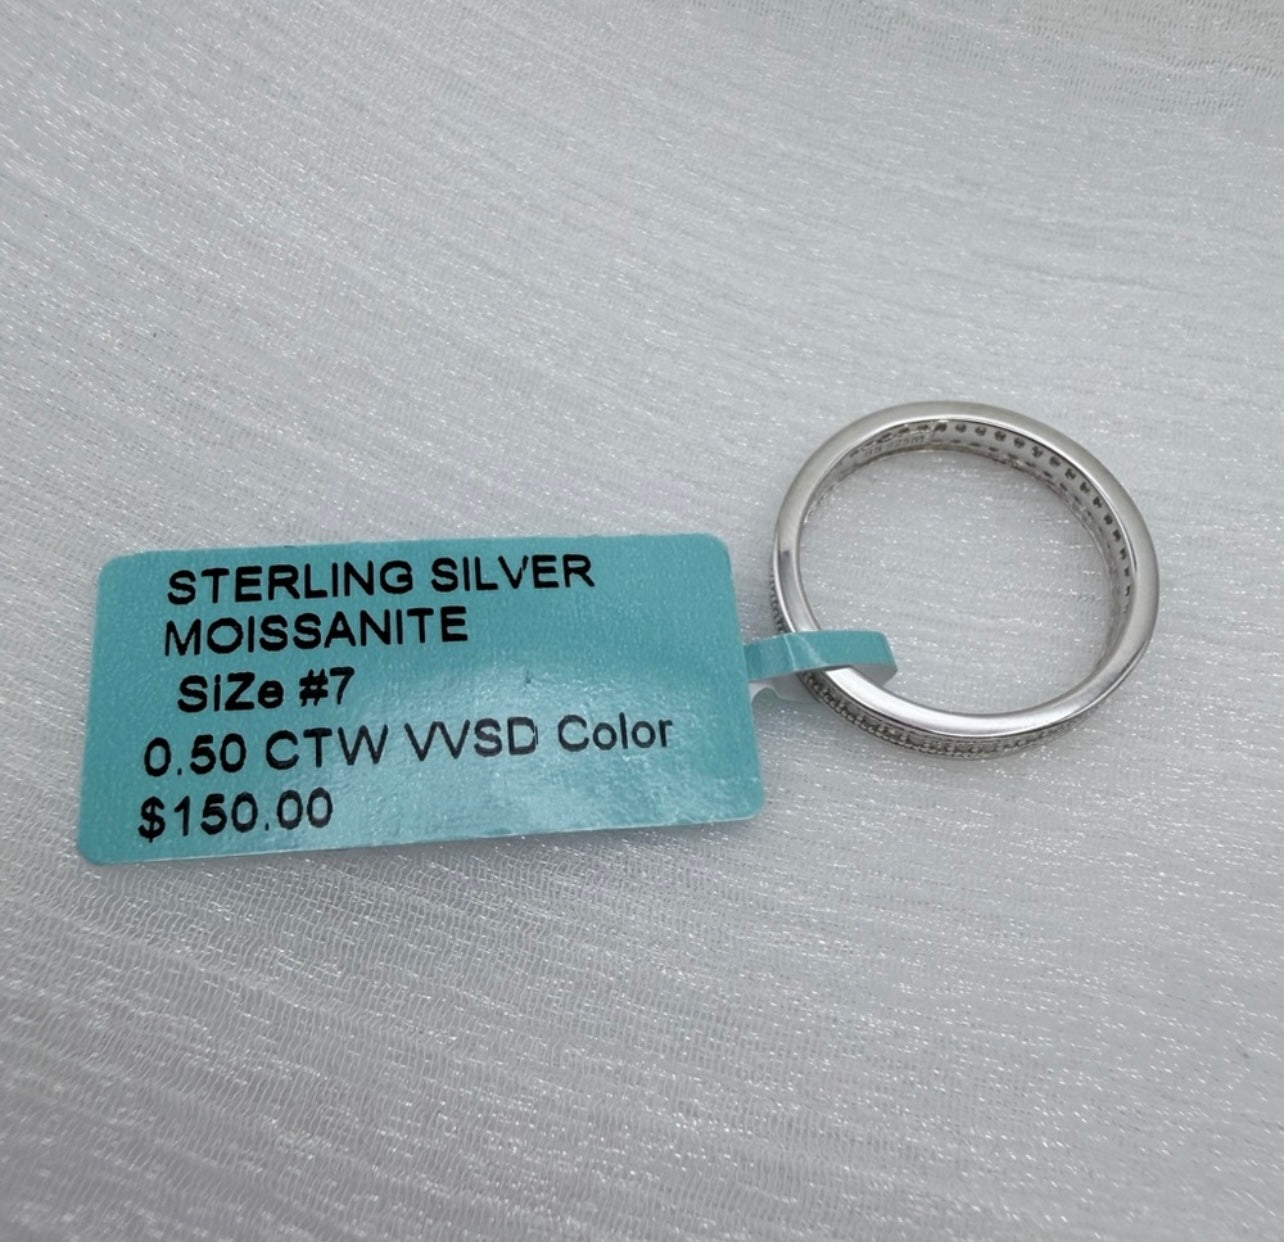 STERLING SILVER
MOISSANITE
SiZe #7
0.50 CTW VVSD Color
$150.00